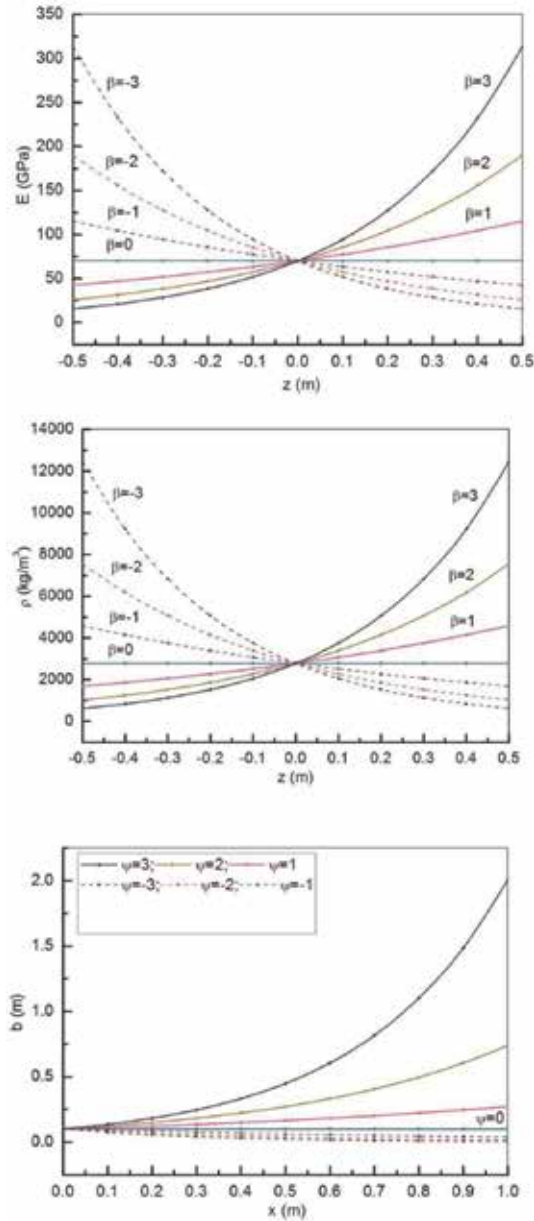 350
300
250
200
150
100
50
0
E (GPa)
β=-3
β=-2
β=-1
β=0
β=3
β=2
β=1
-0.5 -0.4 -0.3 -0.2 -0.1 0.0 0.1 0.2 0.3 0.4 0.5
z (m)
14000
12000
10000
8000
6000
4000
2000
0
ρ (kg/m³)
β=-3
β=-2
β=-1
β=0
β=3
β=2
β=1
-0.5 -0.4 -0.3 -0.2 -0.1 0.0 0.1 0.2 0.3 0.4 0.5
z (m)
ψ=3; ψ=2; ψ=1
ψ=-3; ψ=-2; ψ=-1
2.0
1.5
1.0
0.5
0.0
b (m)
ψ=0
0.0 0.1 0.2 0.3 0.4 0.5 0.6 0.7 0.8 0.9 1.0
x (m)